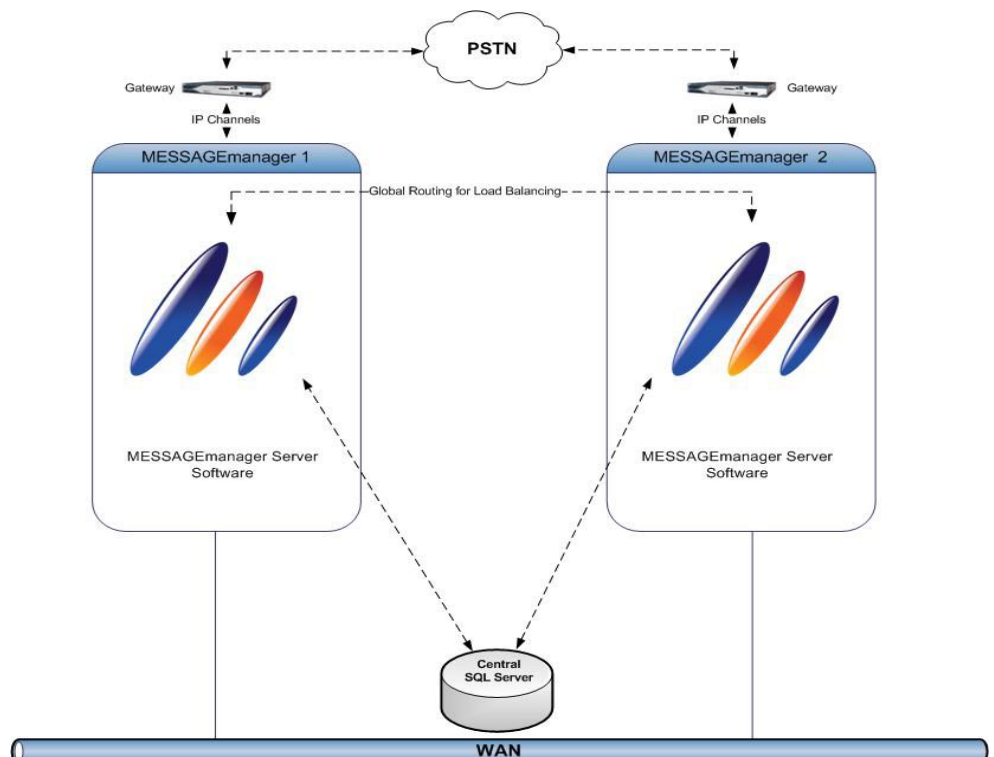 PSTN
Gateway
Gateway
IP Channels
IP Channels
MESSAGEmanager 1
MESSAGEmanager 2
Global Routing for Load Balancing
MESSAGEmanager Server
Software
MESSAGEmanager Server
Software
Central
SQL Server
WAN